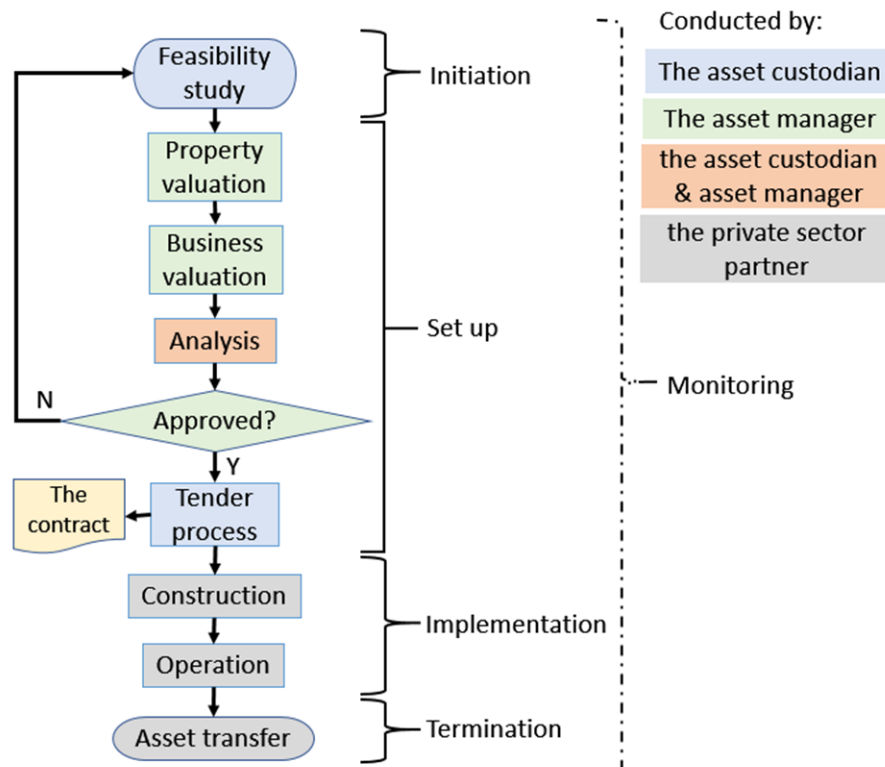 Feasibility
study
Initiation
Property
valuation
Business
valuation
Analysis
Set up
N
Approved?
Y
The
contract
Tender
process
Construction
Implementation
Operation
Asset transfer
Termination
Monitoring
Conducted by:
The asset custodian
The asset manager
the asset custodian
& asset manager
the private sector
partner